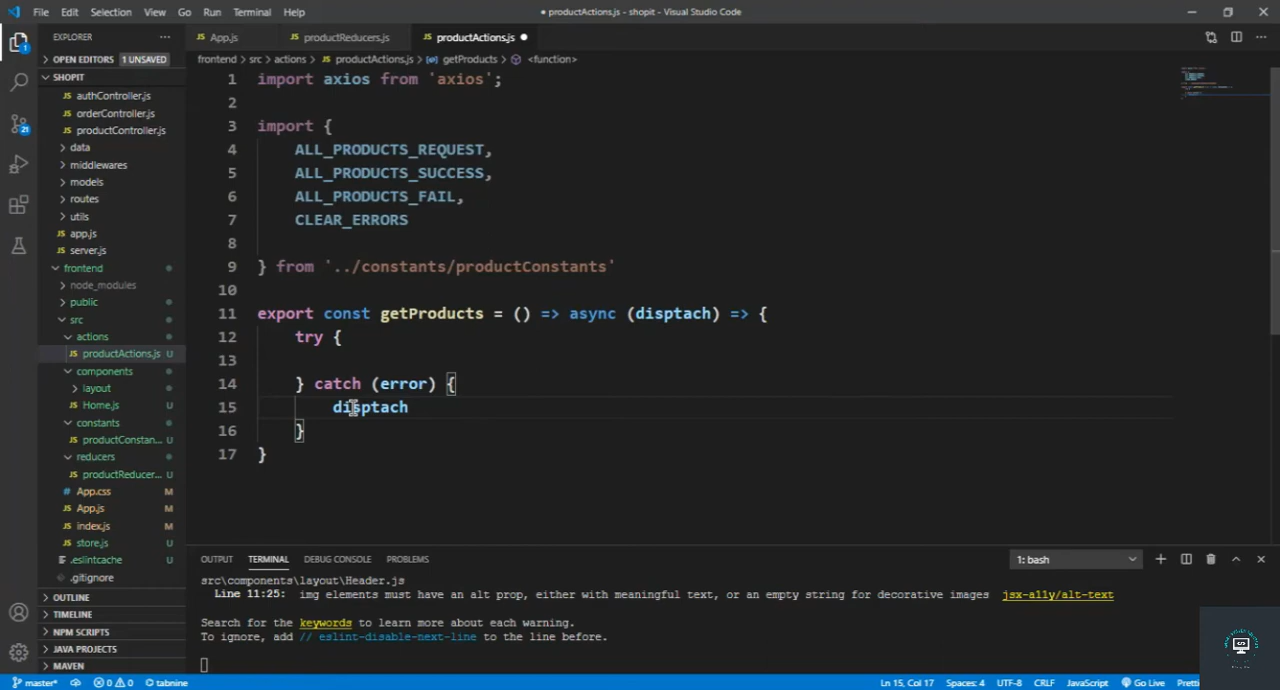 File Edit Selection View Go Run Terminal Help ● productActions.js - shopit - Visual Studio Code
EXPLORER ···
App.js productReducers.js productActions.js ●
OPEN EDITORS 1 UNSAVED
frontend > src > actions > productActions.js > getProducts > <function>
SHOPIT
authController.js
orderController.js
productController.js
data
middlewares
models
routes
utils
app.js
server.js
frontend
node_modules
public
src
actions
productActions.js U
components
layout
Home.js U
constants
productConstan... U
reducers
productReducer... U
App.css M
App.js M
index.js M
store.js U
.eslintcache U
.gitignore
OUTLINE
TIMELINE
NPM SCRIPTS
JAVA PROJECTS
MAVEN
1 import axios from 'axios';
2
3 import {
4 ALL_PRODUCTS_REQUEST,
5 ALL_PRODUCTS_SUCCESS,
6 ALL_PRODUCTS_FAIL,
7 CLEAR_ERRORS
8
9 } from '../constants/productConstants'
10
11 export const getProducts = () => async (disptach) => {
12 try {
13
14 } catch (error) {
15 disptach
16 }
17 }
OUTPUT TERMINAL DEBUG CONSOLE PROBLEMS 1: bash
src\components\layout\Header.js
Line 11:25: img elements must have an alt prop, either with meaningful text, or an empty string for decorative images jsx-a11y/alt-text
Search for the keywords to learn more about each warning.
To ignore, add // eslint-disable-next-line to the line before.
master* 0 0 tabnine Ln 15, Col 17 Spaces: 4 UTF-8 CRLF JavaScript Go Live Pretti
1
21